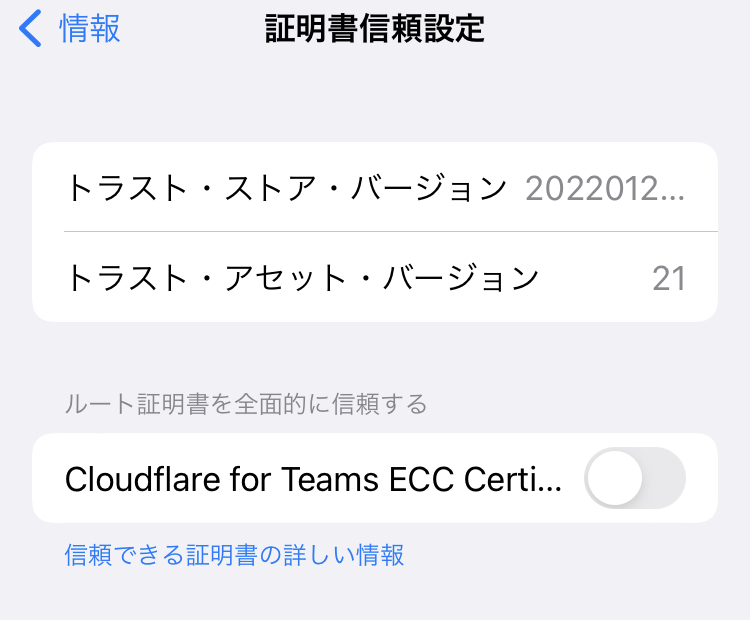 情報
証明書信頼設定
トラスト・ストア・バージョン 2022012...
トラスト・アセット・バージョン 21
ルート証明書を全面的に信頼する
Cloudflare for Teams ECC Certi...
信頼できる証明書の詳しい情報